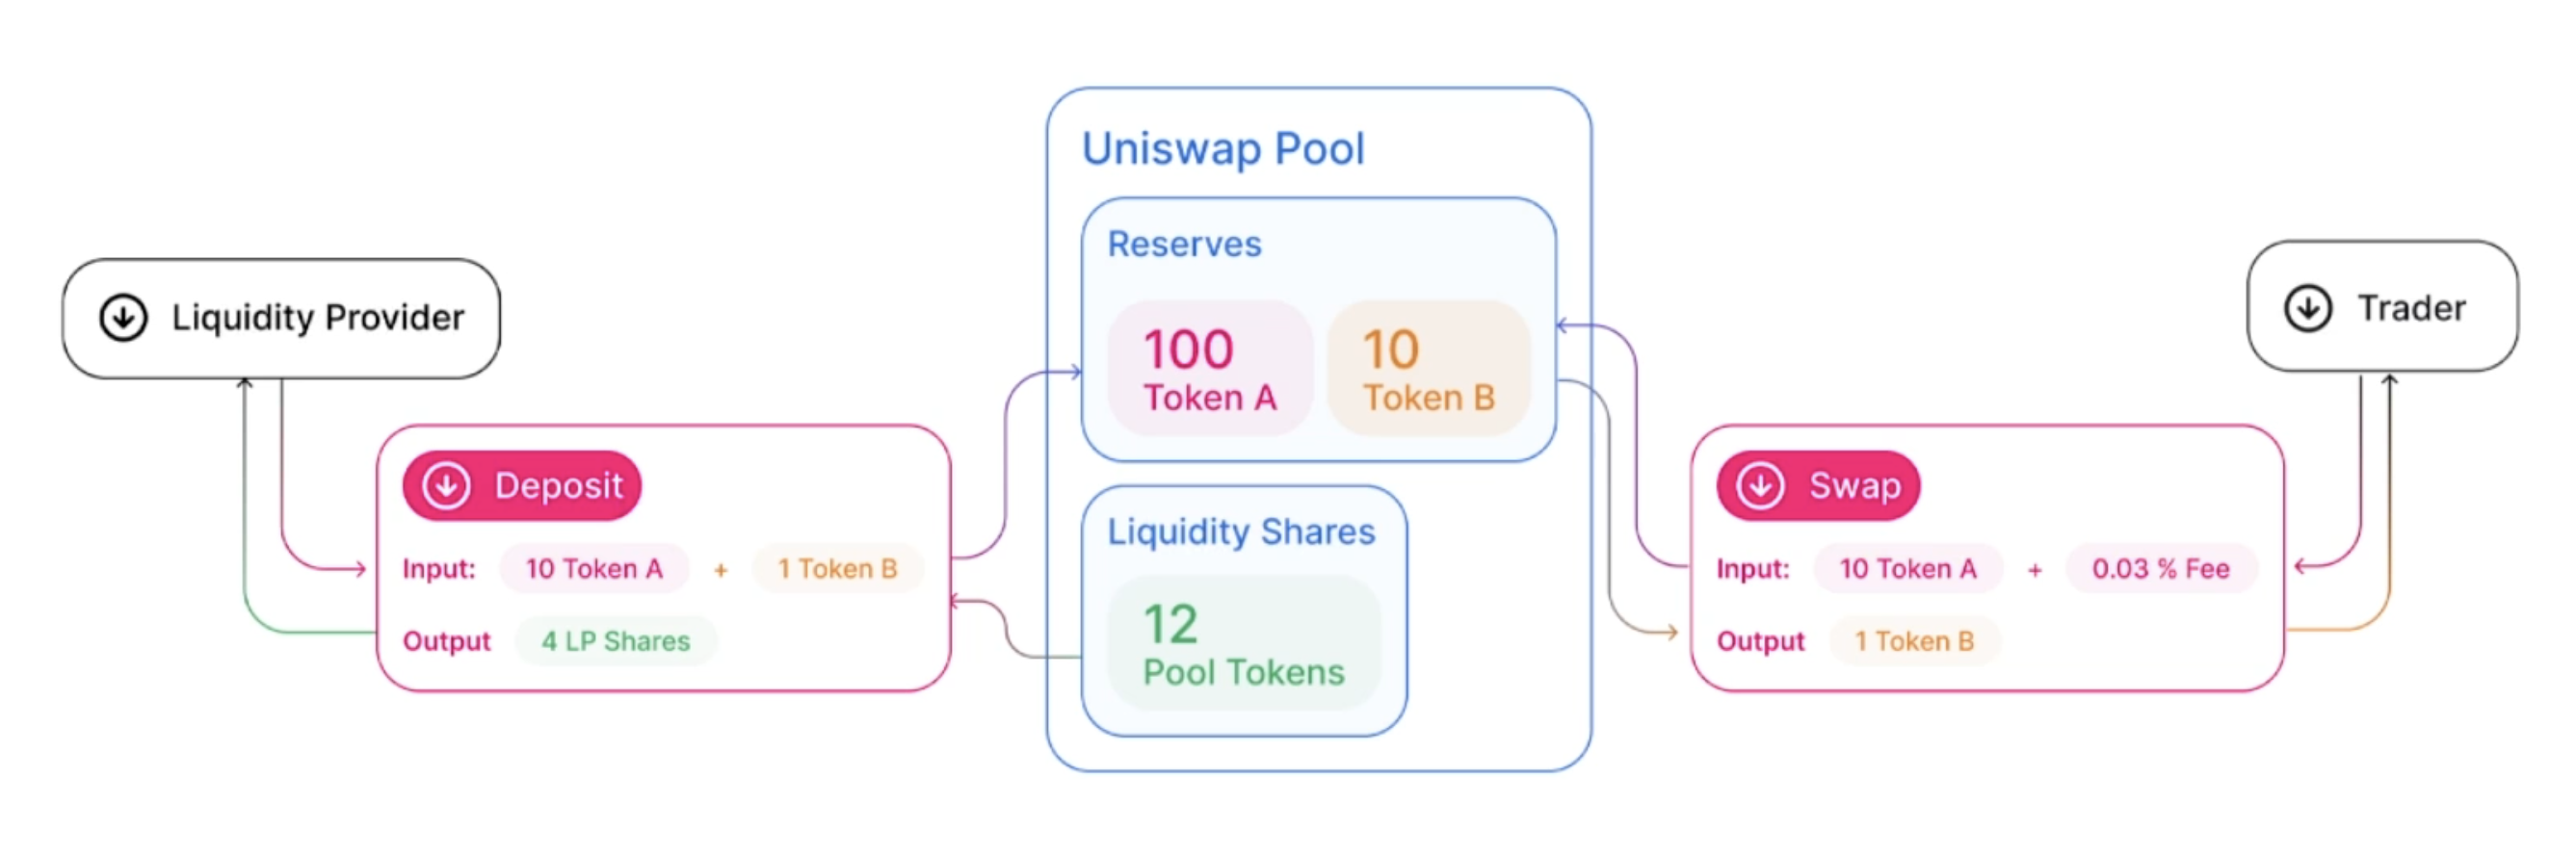 Uniswap Pool
Reserves
100
Token A
10
Token B
Liquidity Shares
12
Pool Tokens
Liquidity Provider
Deposit
Input: 10 Token A + 1 Token B
Output 4 LP Shares
Trader
Swap
Input: 10 Token A + 0.03 % Fee
Output 1 Token B